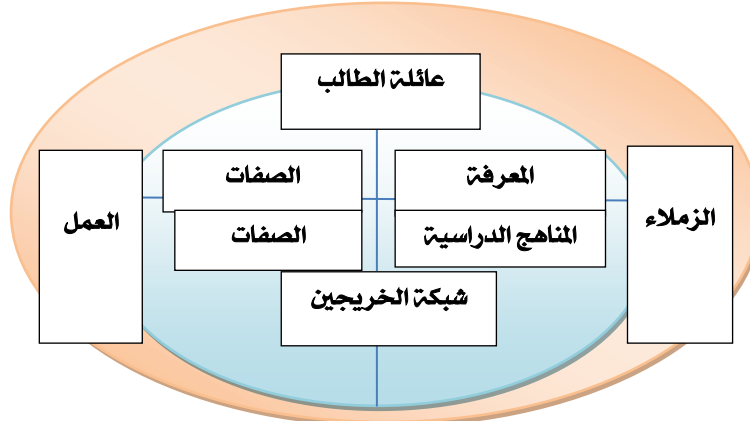 عائلة الطالب
المعرفة
الصفات
الزملاء
العمل
المناهج الدراسية
الصفات
شبكة الخريجين